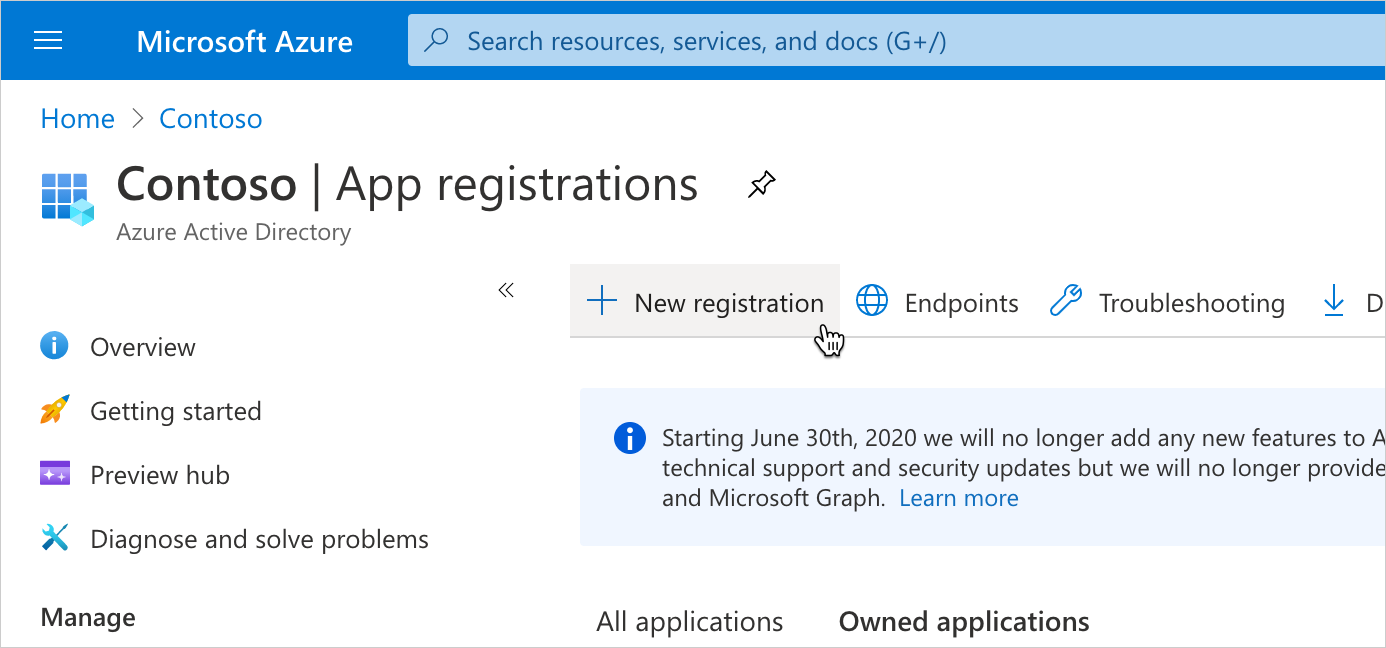 Microsoft Azure
Search resources, services, and docs (G+/)
Home > Contoso
Contoso | App registrations
Azure Active Directory
«
New registration
Endpoints
Troubleshooting
D
Overview
Getting started
Preview hub
Diagnose and solve problems
Manage
Starting June 30th, 2020 we will no longer add any new features to A
technical support and security updates but we will no longer provide
and Microsoft Graph. Learn more
All applications
Owned applications